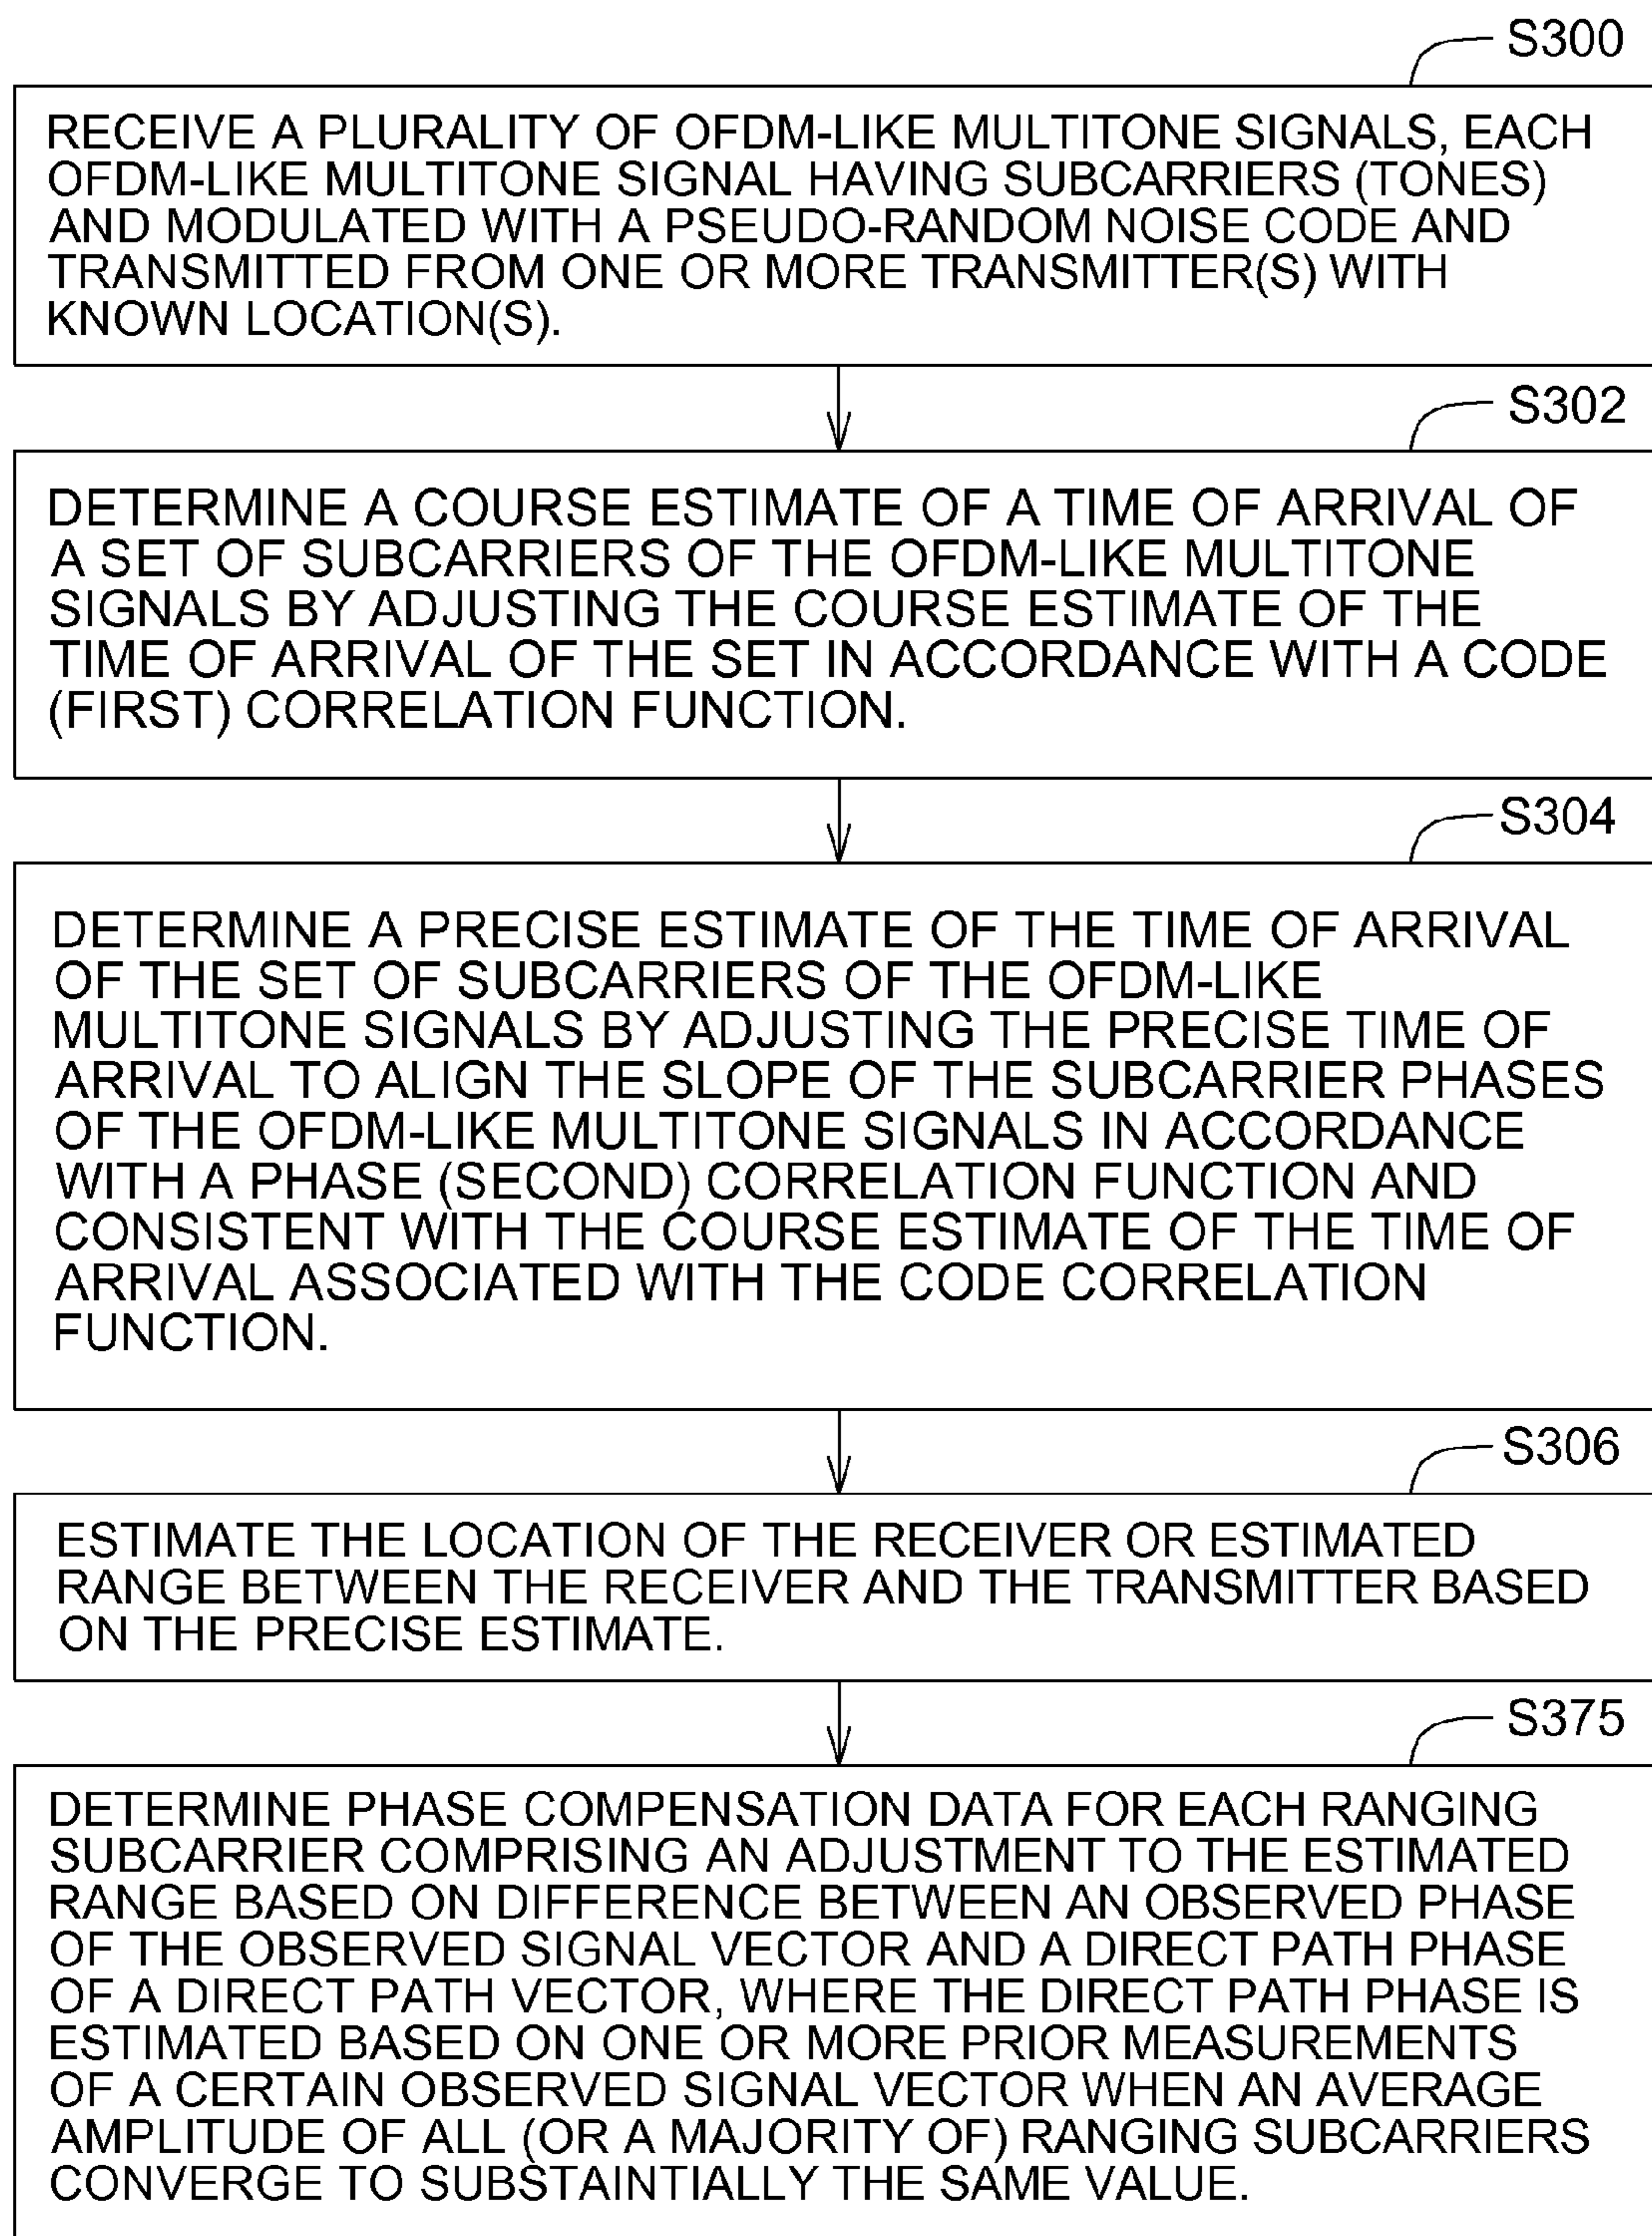 S300
RECEIVE A PLURALITY OF OFDM-LIKE MULTITONE SIGNALS, EACH
OFDM-LIKE MULTITONE SIGNAL HAVING SUBCARRIERS (TONES)
AND MODULATED WITH A PSEUDO-RANDOM NOISE CODE AND
TRANSMITTED FROM ONE OR MORE TRANSMITTER(S) WITH
KNOWN LOCATION(S).
S302
DETERMINE A COURSE ESTIMATE OF A TIME OF ARRIVAL OF
A SET OF SUBCARRIERS OF THE OFDM-LIKE MULTITONE
SIGNALS BY ADJUSTING THE COURSE ESTIMATE OF THE
TIME OF ARRIVAL OF THE SET IN ACCORDANCE WITH A CODE
(FIRST) CORRELATION FUNCTION.
S304
DETERMINE A PRECISE ESTIMATE OF THE TIME OF ARRIVAL
OF THE SET OF SUBCARRIERS OF THE OFDM-LIKE
MULTITONE SIGNALS BY ADJUSTING THE PRECISE TIME OF
ARRIVAL TO ALIGN THE SLOPE OF THE SUBCARRIER PHASES
OF THE OFDM-LIKE MULTITONE SIGNALS IN ACCORDANCE
WITH A PHASE (SECOND) CORRELATION FUNCTION AND
CONSISTENT WITH THE COURSE ESTIMATE OF THE TIME OF
ARRIVAL ASSOCIATED WITH THE CODE CORRELATION
FUNCTION.
S306
ESTIMATE THE LOCATION OF THE RECEIVER OR ESTIMATED
RANGE BETWEEN THE RECEIVER AND THE TRANSMITTER BASED
ON THE PRECISE ESTIMATE.
S375
DETERMINE PHASE COMPENSATION DATA FOR EACH RANGING
SUBCARRIER COMPRISING AN ADJUSTMENT TO THE ESTIMATED
RANGE BASED ON DIFFERENCE BETWEEN AN OBSERVED PHASE
OF THE OBSERVED SIGNAL VECTOR AND A DIRECT PATH PHASE
OF A DIRECT PATH VECTOR, WHERE THE DIRECT PATH PHASE IS
ESTIMATED BASED ON ONE OR MORE PRIOR MEASUREMENTS
OF A CERTAIN OBSERVED SIGNAL VECTOR WHEN AN AVERAGE
AMPLITUDE OF ALL (OR A MAJORITY OF) RANGING SUBCARRIERS
CONVERGE TO SUBSTAINTIALLY THE SAME VALUE.